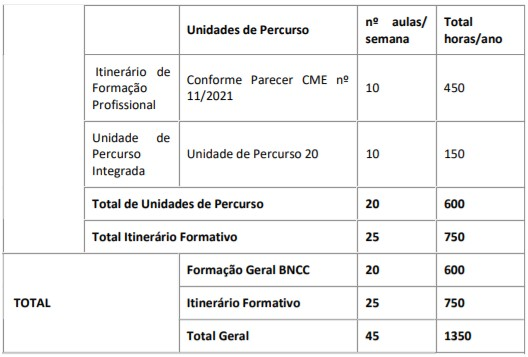 Unidades de Percurso
nº aulas/
semana
Total
horas/ano
Itinerário de
Formação
Profissional
Conforme Parecer CME nº
11/2021
10
450
Unidade de
Percurso
Integrada
Unidade de Percurso 20
10
150
Total de Unidades de Percurso
20
600
Total Itinerário Formativo
25
750
TOTAL
Formação Geral BNCC
20
600
Itinerário Formativo
25
750
Total Geral
45
1350